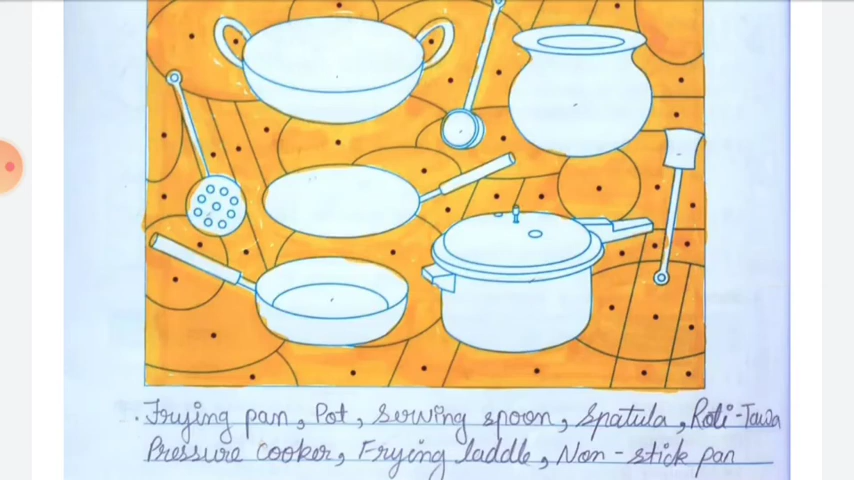 . Frying pan, Pot, Serving spoon, Spatula, Roti-Tawa
Pressure cooker, Frying laddle, Non-stick pan